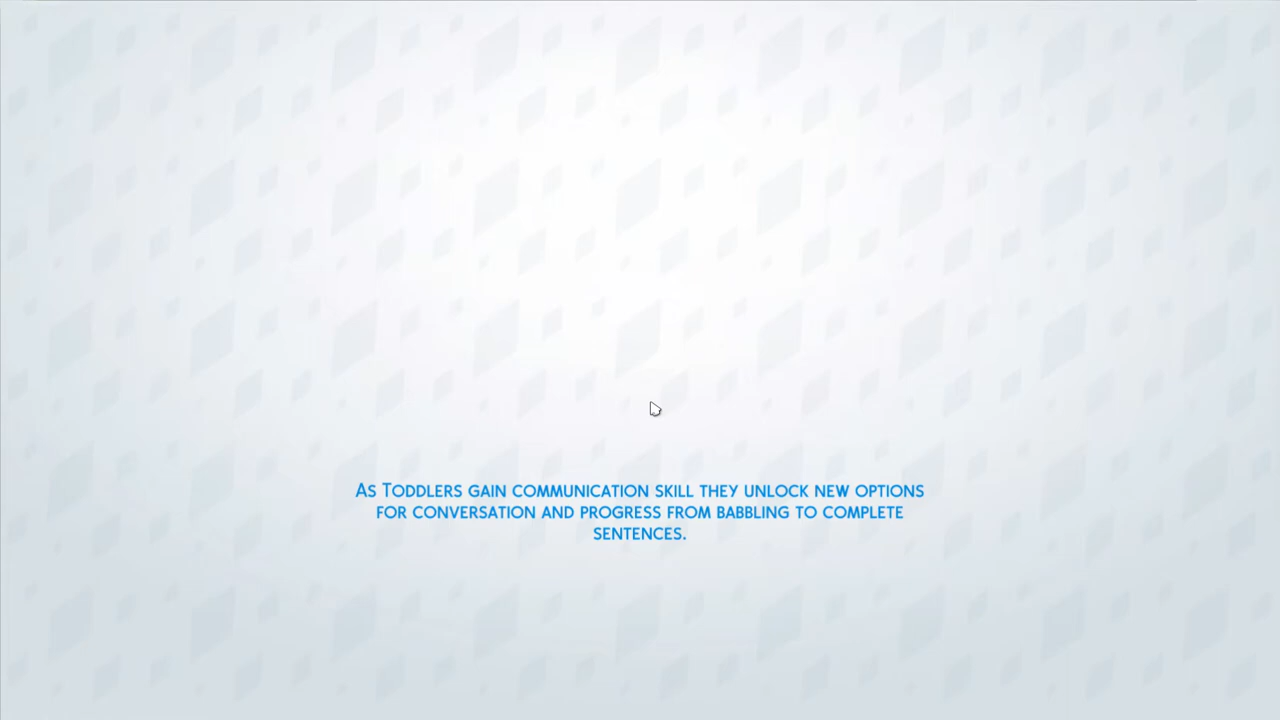 As Toddlers gain communication skill they unlock new options
for conversation and progress from babbling to complete
sentences.